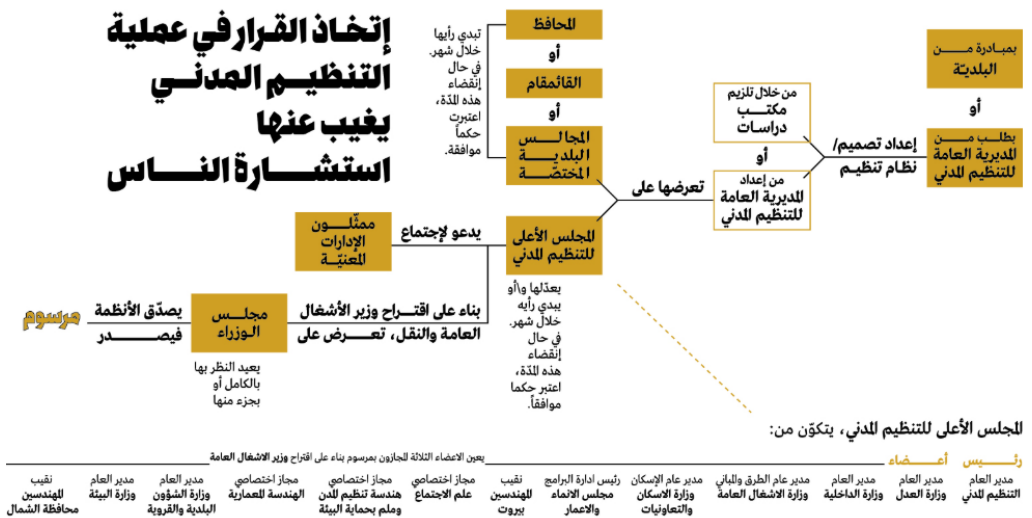 إتخاذ القرار في عملية
التنظيم المدني
يغيب عنها
استشارة الناس
بمبادرة من
البلديّة
أو
بطلب من
المديرية العامة
للتنظيم المدني
إعداد تصميم/
نظام تنظيم
من خلال تلزيم
مكتب
دراسات
أو
من إعداد
المديرية العامة
للتنظيم المدني
تعرضها على
المحافظ
أو
القائمقام
أو
المجالس
البلدية
المختصّة
تبدي رأيها
خلال شهر.
في حال
إنقضاء
هذه المدّة،
اعتبرت
حكماً
موافقة.
المجلس الأعلى
للتنظيم المدني
يعدّلها و\أو
يبدي رأيه
خلال شهر.
في حال
إنقضاء
هذه المدّة،
اعتبر حكما
موافقاً.
يدعو لإجتماع
ممثّلون
الإدارات
المعنيّة
بناء على اقتراح وزير الأشغال
العامة والنقل، تعرض على
مجلس
الوزراء
يعيد النظر بها
بالكامل أو
بجزء منها
يصدّق الأنظمة
فيصدر
مرسوم
المجلس الأعلى للتنظيم المدني، يتكوّن من:
رئيس
أعضاء
يعين الاعضاء الثلاثة المجازون بمرسوم بناء على اقتراح وزير الاشغال العامة
مدير العام
التنظيم المدني
مدير العام
وزارة العدل
مدير العام
وزارة الداخلية
مدير عام الطرق والمباني
وزارة الاشغال العامة
مدير عام الإسكان
وزارة الاسكان
والتعاونيات
رئيس ادارة البرامج
مجلس الانماء
والاعمار
نقيب
المهندسين
بيروت
مجاز اختصاصي
علم الاجتماع
مجاز اختصاصي
هندسة تنظيم المدن
وملم بحماية البيئة
مجاز اختصاصي
الهندسة المعمارية
مدير العام
وزارة الشؤون
البلدية والقروية
مدير العام
وزارة البيئة
نقيب
المهندسين
محافظة الشمال